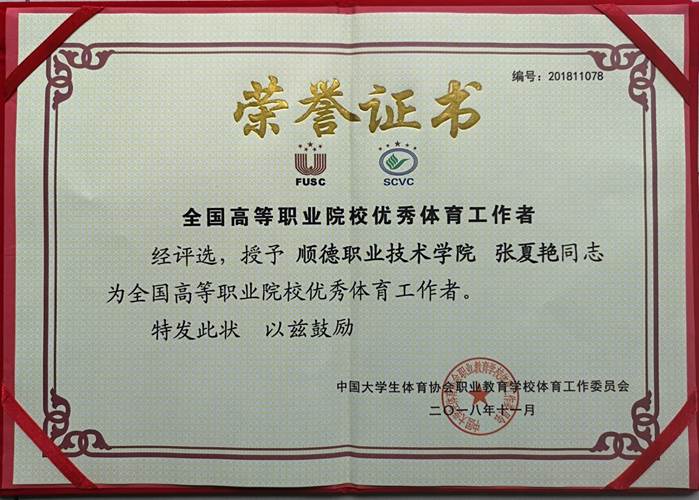 编号：201811078
荣誉证书
FUSC SCVC
全国高等职业院校优秀体育工作者
经评选，授予 顺德职业技术学院 张夏艳同志
为全国高等职业院校优秀体育工作者。
特发此状 以兹鼓励
中国大学生体育协会职业教育学校体育工作委员会
二〇一八年十一月